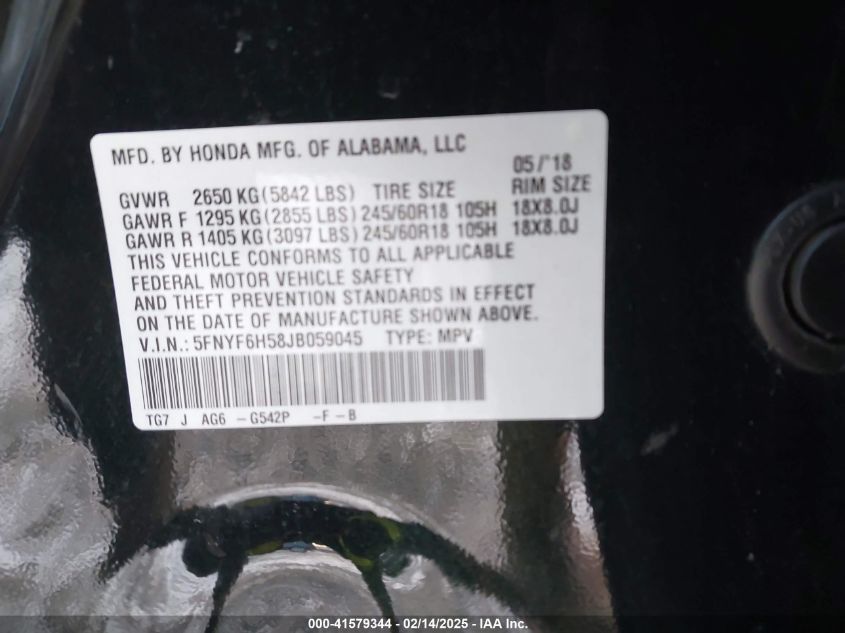 MFD. BY HONDA MFG. OF ALABAMA, LLC
05/'18
GVWR 2650 KG (5842 LBS) TIRE SIZE RIM SIZE
GAWR F 1295 KG (2855 LBS) 245/60R18 105H 18X8.0J
GAWR R 1405 KG (3097 LBS) 245/60R18 105H 18X8.0J
THIS VEHICLE CONFORMS TO ALL APPLICABLE
FEDERAL MOTOR VEHICLE SAFETY
AND THEFT PREVENTION STANDARDS IN EFFECT
ON THE DATE OF MANUFACTURE SHOWN ABOVE.
V.I.N.: 5FNYF6H58JB059045 TYPE: MPV
TG7 J AG6 - G542P -F-B
000-41579344 - 02/14/2025 - IAA Inc.